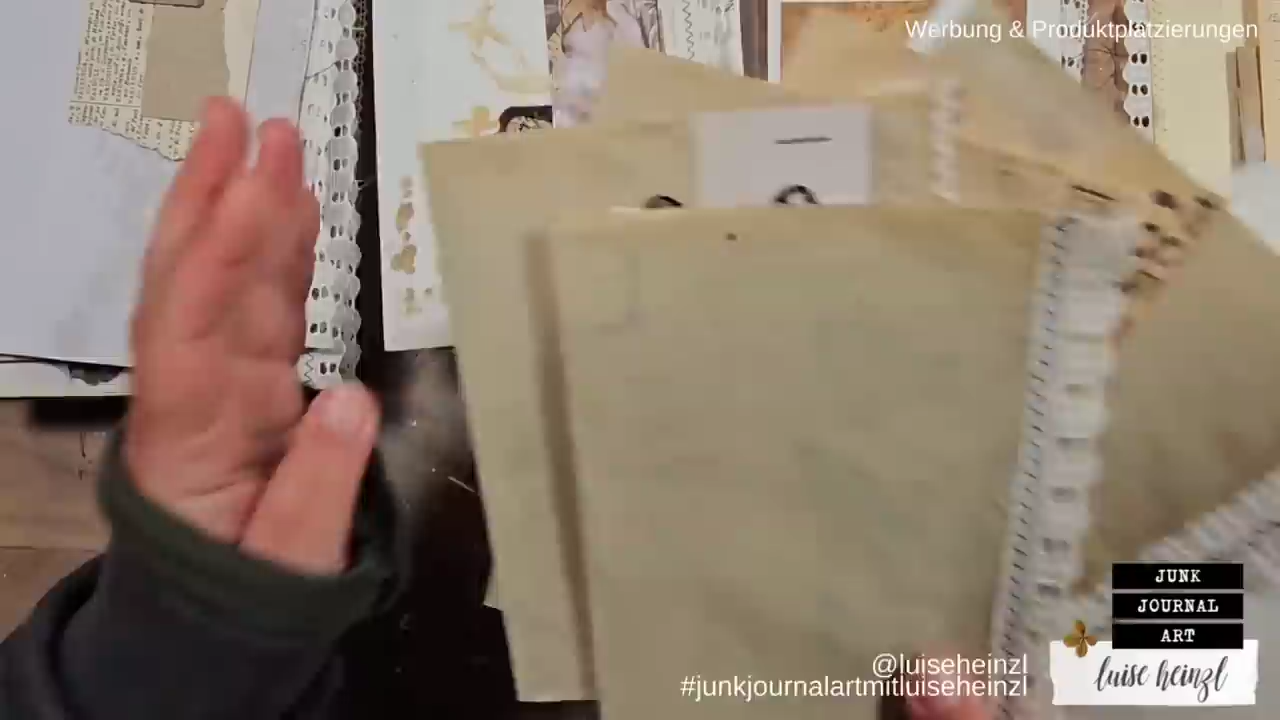 Werbung & Produktplatzierungen
JUNK
JOURNAL
ART
luise heinzl
@luiseheinzl
#junkjournalartmitluiseheinzl